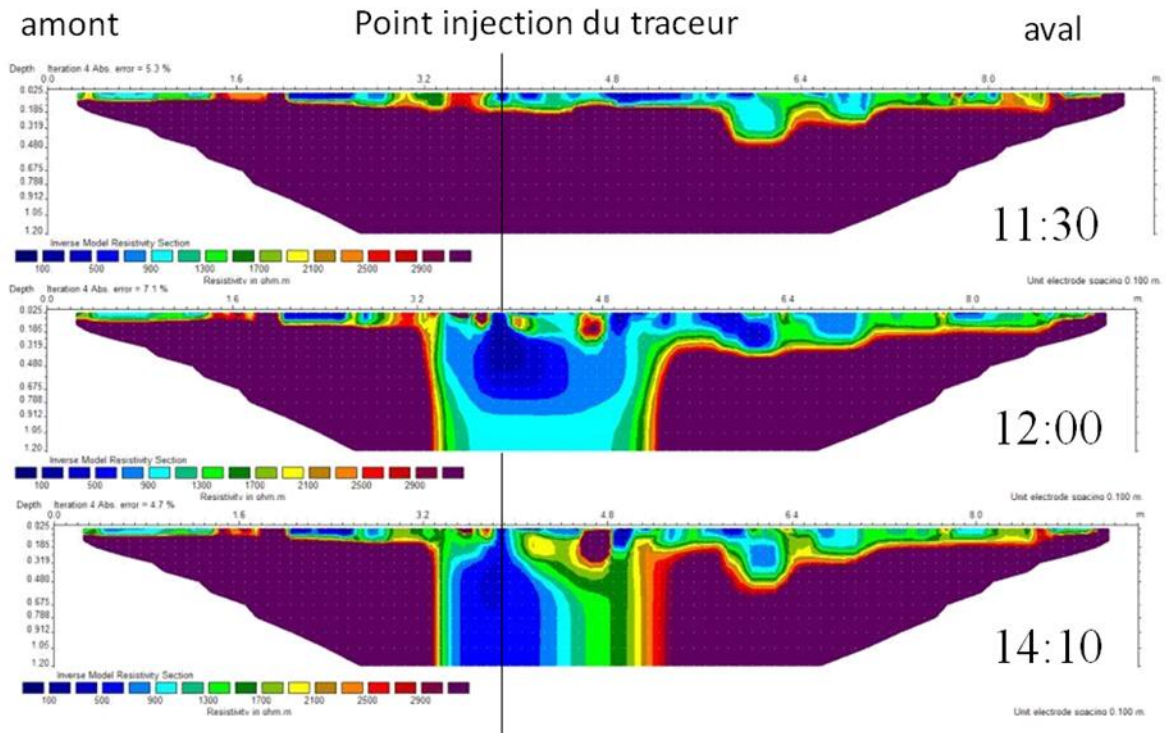 amont Point injection du traceur aval
Depth Iteration 4 Abs. error = 5.3 %
0.0 1.6 3.2 4.8 6.4 8.0 m.
0.025
0.185
0.319
0.480
0.675
0.788
0.912
1.05
1.20
11:30
Inverse Model Resistivity Section
100 500 900 1300 1700 2100 2500 2900
Resistivity in ohm.m
Unit electrode spacing 0.100 m.
Depth Iteration 4 Abs. error = 7.1 %
0.0 1.6 3.2 4.8 6.4 8.0 m.
0.025
0.185
0.319
0.480
0.675
0.788
0.912
1.05
1.20
12:00
Inverse Model Resistivity Section
100 500 900 1300 1700 2100 2500 2900
Resistivity in ohm.m
Unit electrode spacing 0.100 m.
Depth Iteration 4 Abs. error = 4.7 %
0.0 1.6 3.2 4.8 6.4 8.0 m.
0.025
0.185
0.319
0.480
0.675
0.788
0.912
1.05
1.20
14:10
Inverse Model Resistivity Section
100 500 900 1300 1700 2100 2500 2900
Resistivity in ohm.m
Unit electrode spacing 0.100 m.